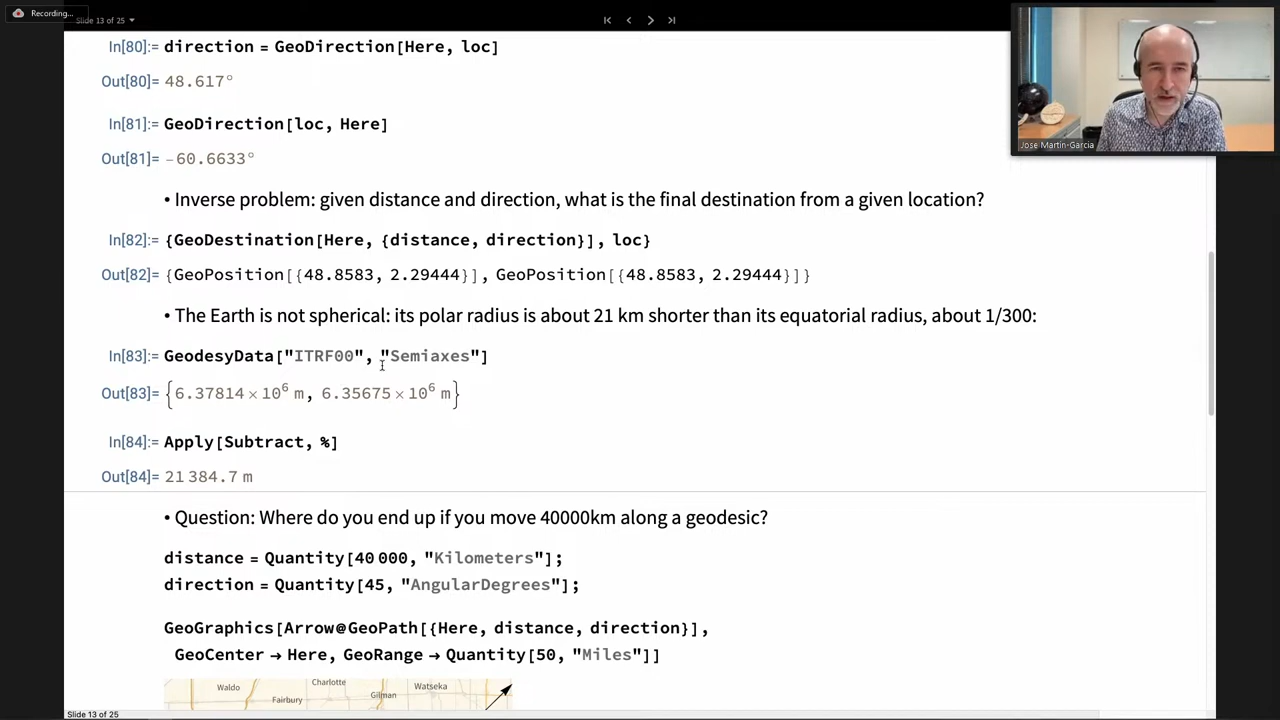 Recording...
Slide 13 of 25
In[80]:= direction = GeoDirection[Here, loc]
Out[80]= 48.617°
In[81]:= GeoDirection[loc, Here]
Out[81]= -60.6633°
Jose Martin-Garcia
• Inverse problem: given distance and direction, what is the final destination from a given location?
In[82]:= {GeoDestination[Here, {distance, direction}], loc}
Out[82]= {GeoPosition[{48.8583, 2.29444}], GeoPosition[{48.8583, 2.29444}]}
• The Earth is not spherical: its polar radius is about 21 km shorter than its equatorial radius, about 1/300:
In[83]:= GeodesyData["ITRF00", "Semiaxes"]
Out[83]= {6.37814 × 10⁶ m, 6.35675 × 10⁶ m}
In[84]:= Apply[Subtract, %]
Out[84]= 21 384.7 m
• Question: Where do you end up if you move 40000km along a geodesic?
distance = Quantity[40 000, "Kilometers"];
direction = Quantity[45, "AngularDegrees"];
GeoGraphics[Arrow@GeoPath[{Here, distance, direction}],
GeoCenter → Here, GeoRange → Quantity[50, "Miles"]]
Waldo
Charlotte
Fairbury
Gilman
Watseka
Slide 13 of 25